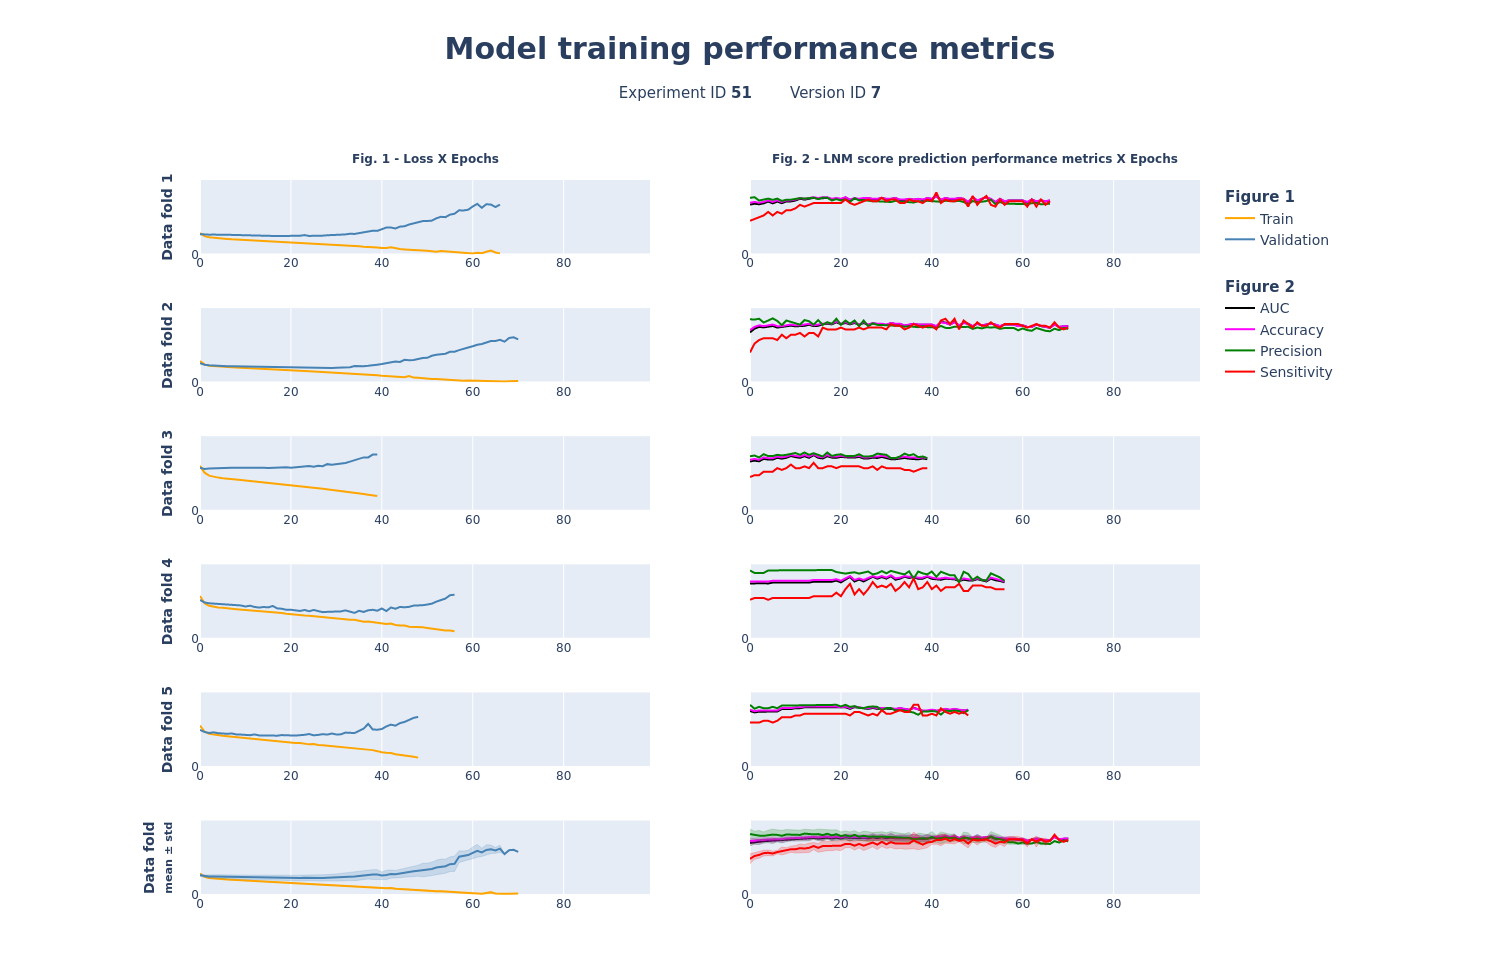 Model training performance metrics
Experiment ID 51 Version ID 7
Fig. 1 - Loss X Epochs
Fig. 2 - LNM score prediction performance metrics X Epochs
Data fold 1
0
0 20 40 60 80
0
0 20 40 60 80
Figure 1
Train
Validation
Figure 2
AUC
Accuracy
Precision
Sensitivity
Data fold 2
0
0 20 40 60 80
0
0 20 40 60 80
Data fold 3
0
0 20 40 60 80
0
0 20 40 60 80
Data fold 4
0
0 20 40 60 80
0
0 20 40 60 80
Data fold 5
0
0 20 40 60 80
0
0 20 40 60 80
Data fold
mean ± std
0
0 20 40 60 80
0
0 20 40 60 80